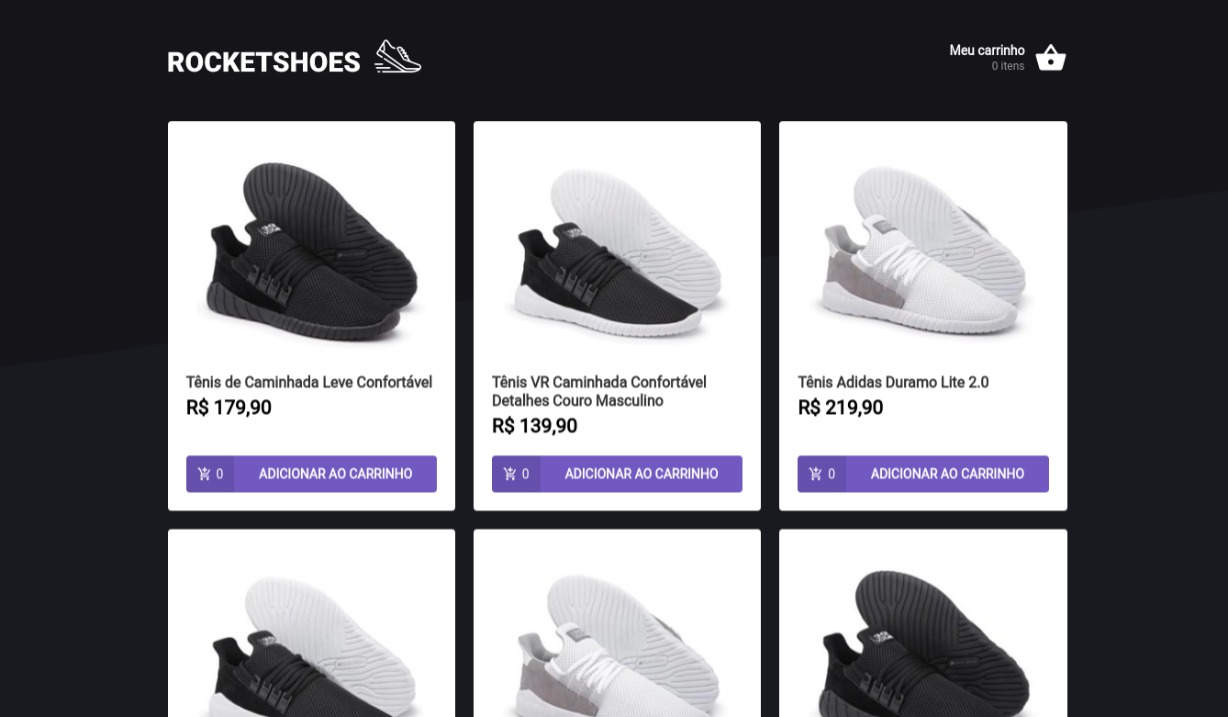 ROCKETSHOES
Meu carrinho
0 itens
Tênis de Caminhada Leve Confortável
R$ 179,90
0 ADICIONAR AO CARRINHO
Tênis VR Caminhada Confortável
Detalhes Couro Masculino
R$ 139,90
0 ADICIONAR AO CARRINHO
Tênis Adidas Duramo Lite 2.0
R$ 219,90
0 ADICIONAR AO CARRINHO